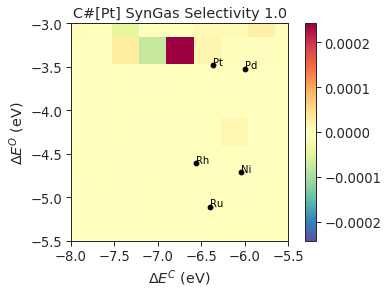 C#[Pt] SynGas Selectivity 1.0
−3.0
−3.5
−4.0
−4.5
−5.0
−5.5
ΔE^O (eV)
Pt
Pd
Rh
Ni
Ru
−8.0 −7.5 −7.0 −6.5 −6.0 −5.5
ΔE^C (eV)
0.0002
0.0001
0.0000
−0.0001
−0.0002